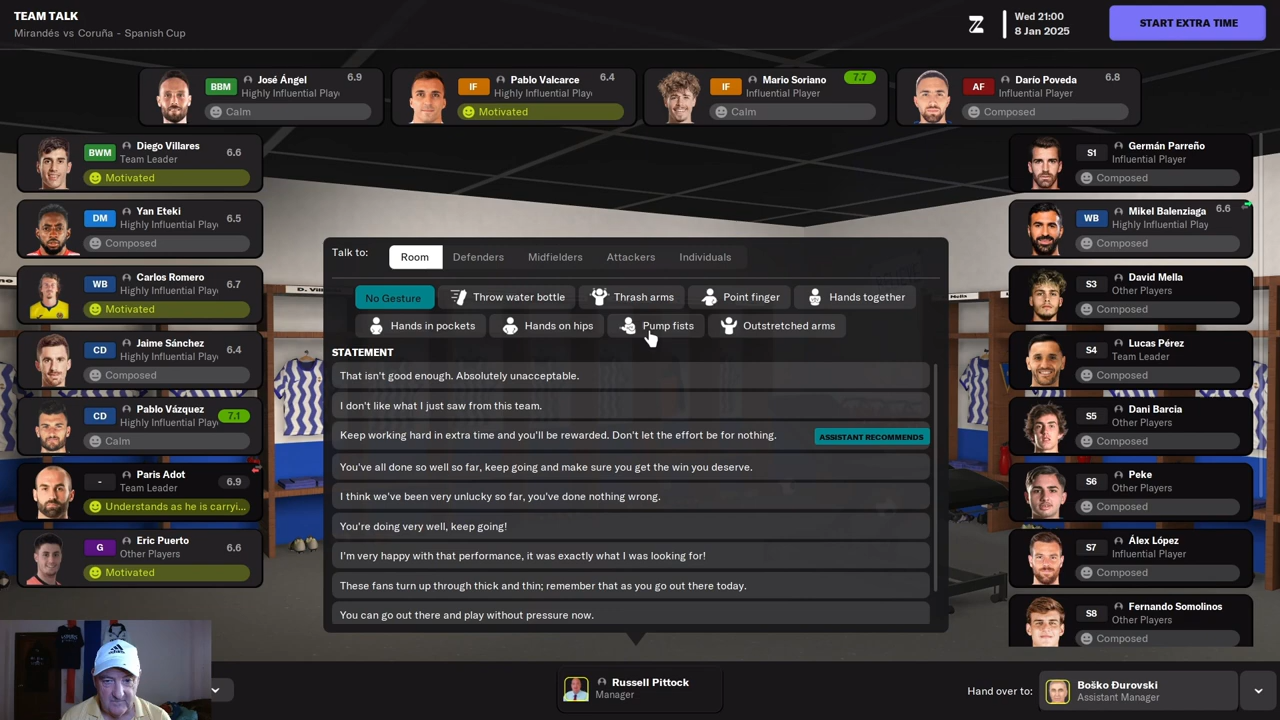 TEAM TALK
Mirandés vs Coruña - Spanish Cup
Wed 21:00
8 Jan 2025
START EXTRA TIME
BBM
José Ángel
6.9
Highly Influential Play
Calm
IF
Pablo Valcarce
6.4
Highly Influential Play
Motivated
IF
Mario Soriano
7.7
Influential Player
Calm
AF
Darío Poveda
6.8
Influential Player
Composed
BWM
Diego Villares
6.6
Team Leader
Motivated
DM
Yan Eteki
6.5
Highly Influential Play
Composed
WB
Carlos Romero
6.7
Highly Influential Play
Motivated
CD
Jaime Sánchez
6.4
Highly Influential Play
Composed
CD
Pablo Vázquez
7.1
Highly Influential Play
Calm
-
Paris Adot
6.9
Team Leader
Understands as he is carryi...
G
Eric Puerto
6.6
Other Players
Motivated
Talk to:
Room
Defenders
Midfielders
Attackers
Individuals
No Gesture
Throw water bottle
Thrash arms
Point finger
Hands together
Hands in pockets
Hands on hips
Pump fists
Outstretched arms
STATEMENT
That isn't good enough. Absolutely unacceptable.
I don't like what I just saw from this team.
Keep working hard in extra time and you'll be rewarded. Don't let the effort be for nothing.
ASSISTANT RECOMMENDS
You've all done so well so far, keep going and make sure you get the win you deserve.
I think we've been very unlucky so far, you've done nothing wrong.
You're doing very well, keep going!
I'm very happy with that performance, it was exactly what I was looking for!
These fans turn up through thick and thin; remember that as you go out there today.
You can go out there and play without pressure now.
S1
Germán Parreño
Influential Player
Composed
WB
Mikel Balenziaga
6.6
Highly Influential Play
Composed
S3
David Mella
Other Players
Composed
S4
Lucas Pérez
Team Leader
Composed
S5
Dani Barcia
Other Players
Composed
S6
Peke
Other Players
Composed
S7
Álex López
Influential Player
Composed
S8
Fernando Somolinos
Other Players
Composed
Russell Pittock
Manager
Hand over to:
Boško Đurovski
Assistant Manager